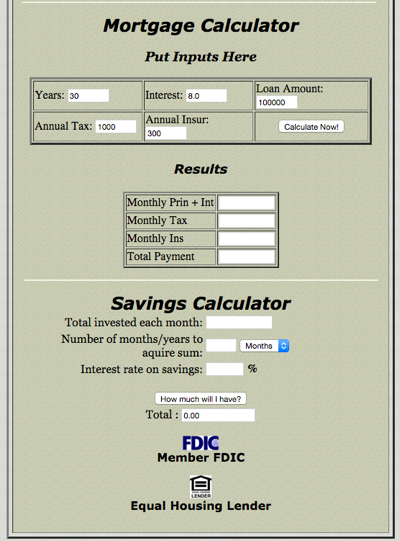 Mortgage Calculator
Put Inputs Here
Years: 30 Interest: 8.0 Loan Amount: 100000
Annual Tax: 1000 Annual Insur: 300 Calculate Now!
Results
Monthly Prin + Int
Monthly Tax
Monthly Ins
Total Payment
Savings Calculator
Total invested each month:
Number of months/years to
aquire sum: Months
Interest rate on savings: %
How much will I have?
Total : 0.00
FDIC
Member FDIC
EQUAL HOUSING
LENDER
Equal Housing Lender